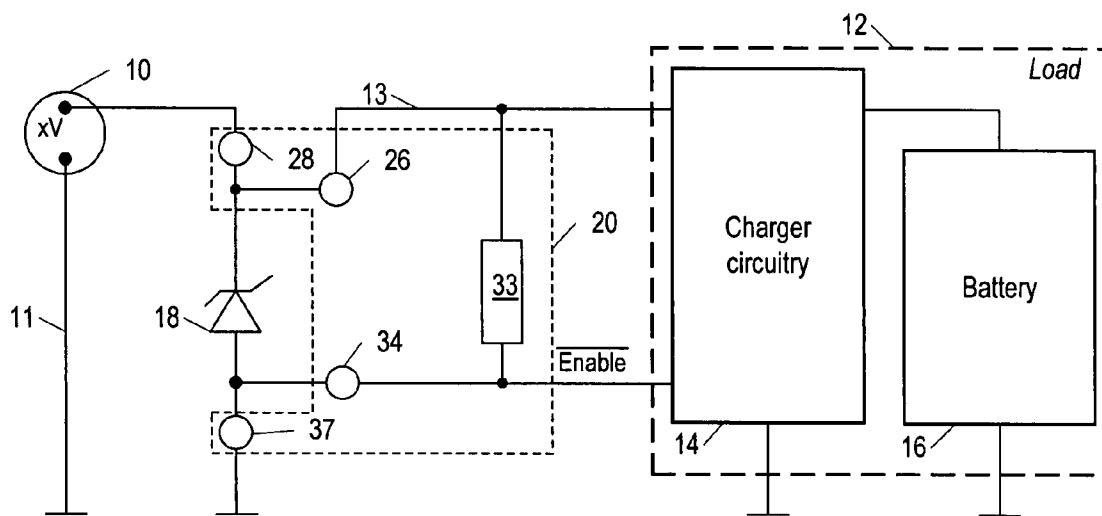 12
10
Load
13
xV
28
26
20
Charger
circuitry
33
Battery
11
18
34
Enable
37
14
16